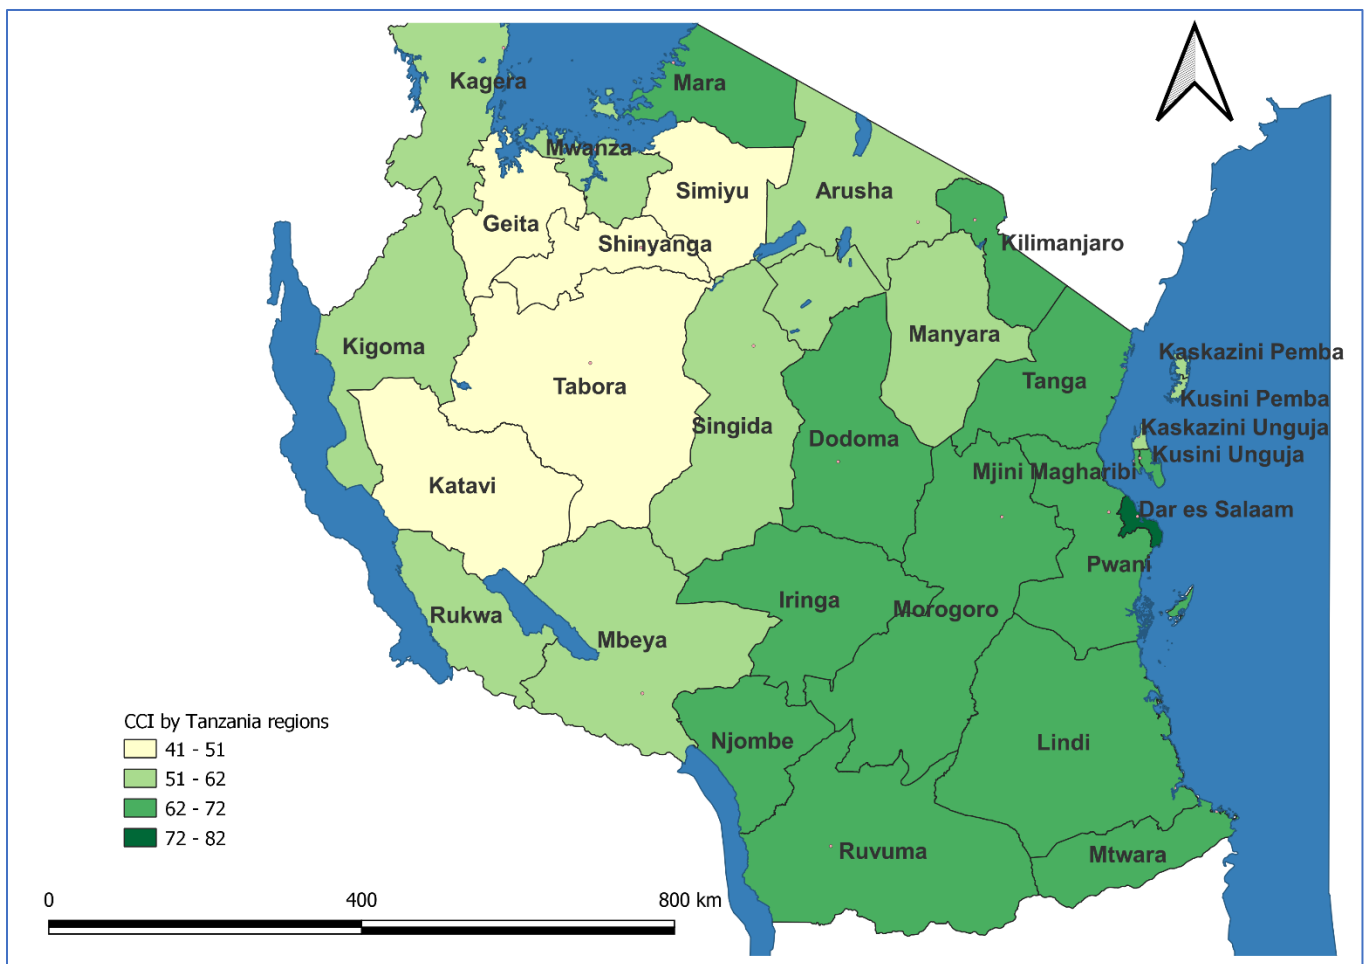 Kagera
Mara
Mwanza
Simiyu
Arusha
Geita
Shinyanga
Kilimanjaro
Kigoma
Manyara
Kaskazini Pemba
Tabora
Tanga
Kusini Pemba
Singida
Kaskazini Unguja
Dodoma
Kusini Unguja
Mjini Magharibi
Katavi
Dar es Salaam
Pwani
Iringa
Morogoro
Rukwa
Mbeya
Njombe
Lindi
Ruvuma
Mtwara
CCI by Tanzania regions
41 - 51
51 - 62
62 - 72
72 - 82
0 400 800 km